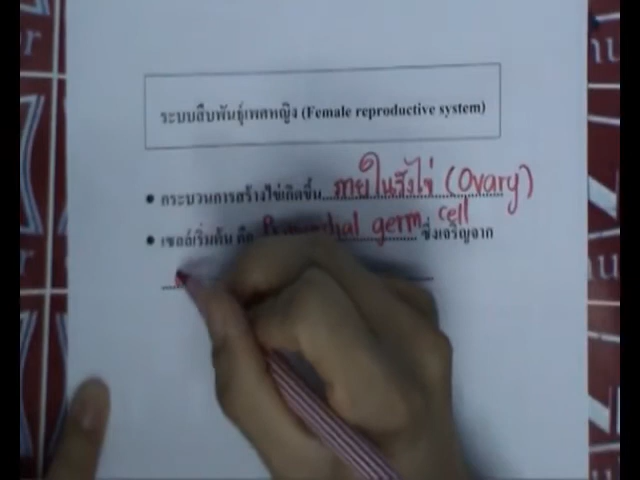 ระบบสืบพันธุ์เพศหญิง (Female reproductive system)
• กระบวนการสร้างไข่เกิดขึ้น ภายในรังไข่ (Ovary)
• เซลล์เริ่มต้น คือ germ cell ซึ่งเจริญจาก